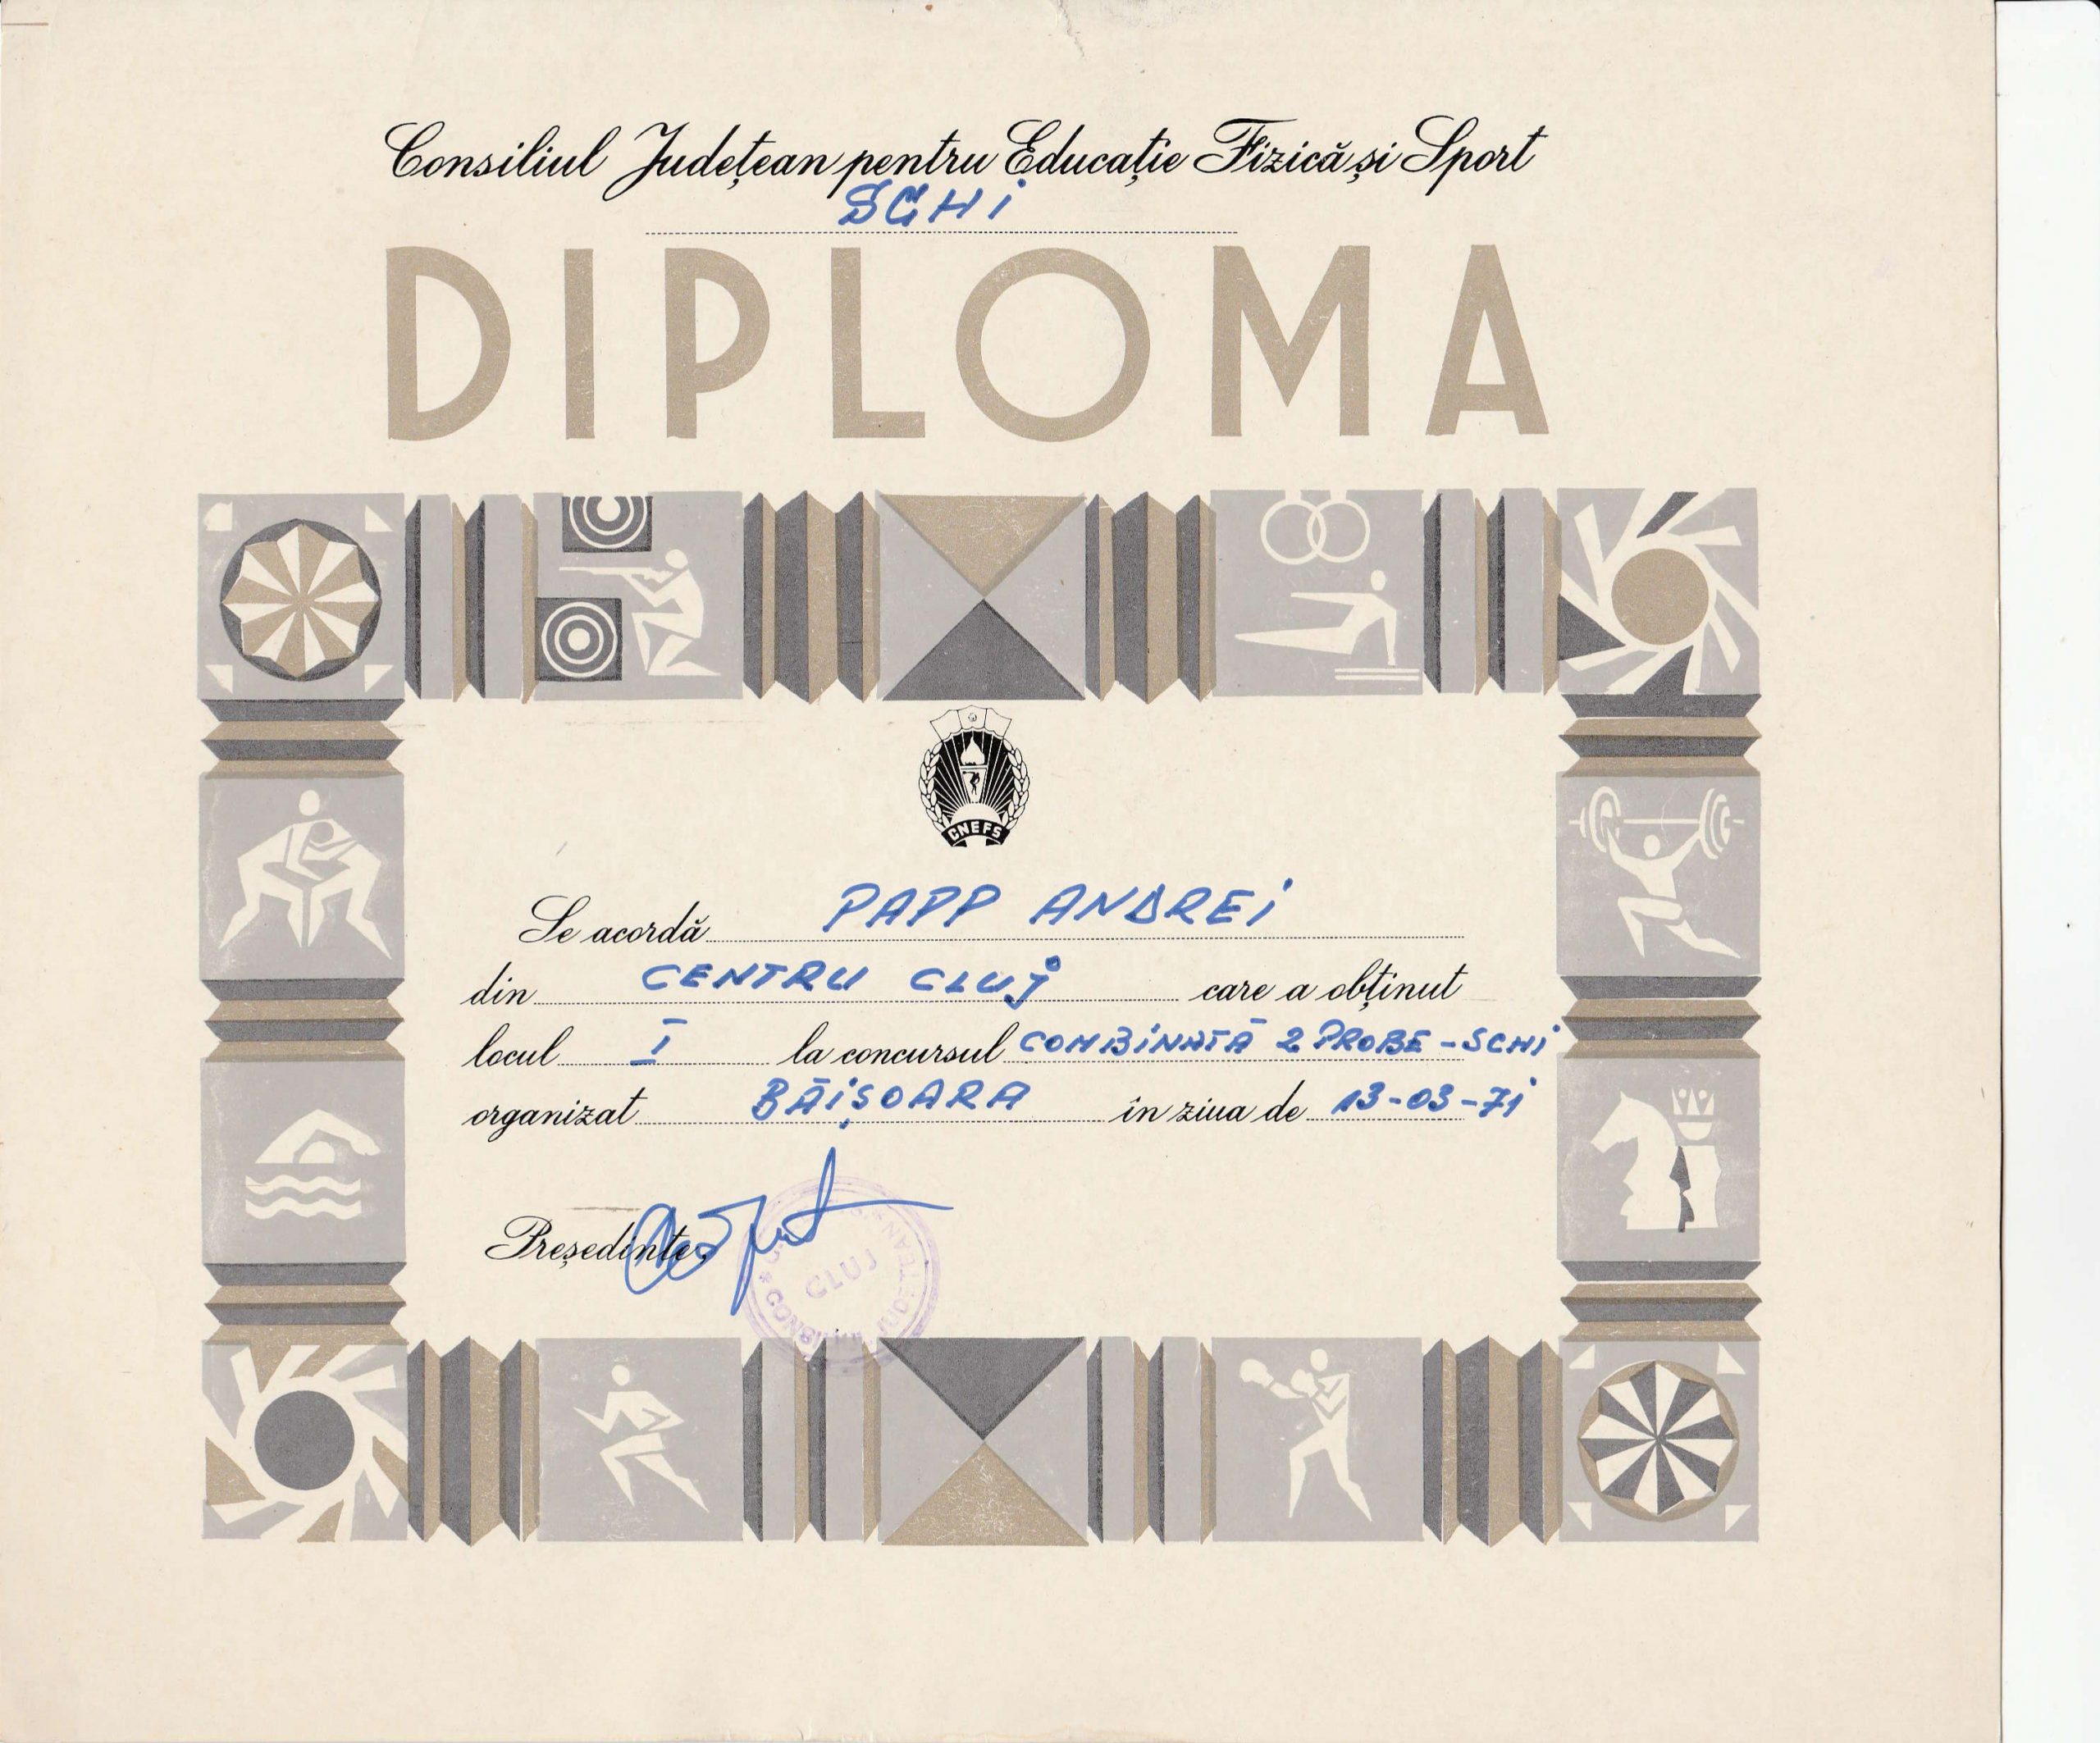 Consiliul Județean pentru Educație Fizică și Sport
SCHi
DIPLOMA
CNEFS
Se acordă PAPP ANDREi
din CENTRU CLUJ care a obținut
locul I la concursul COMBiNATĂ 2 PROBE - SCHi
organizat BĂiȘOARA în ziua de 13-03-71
Președinte,
CLUJ